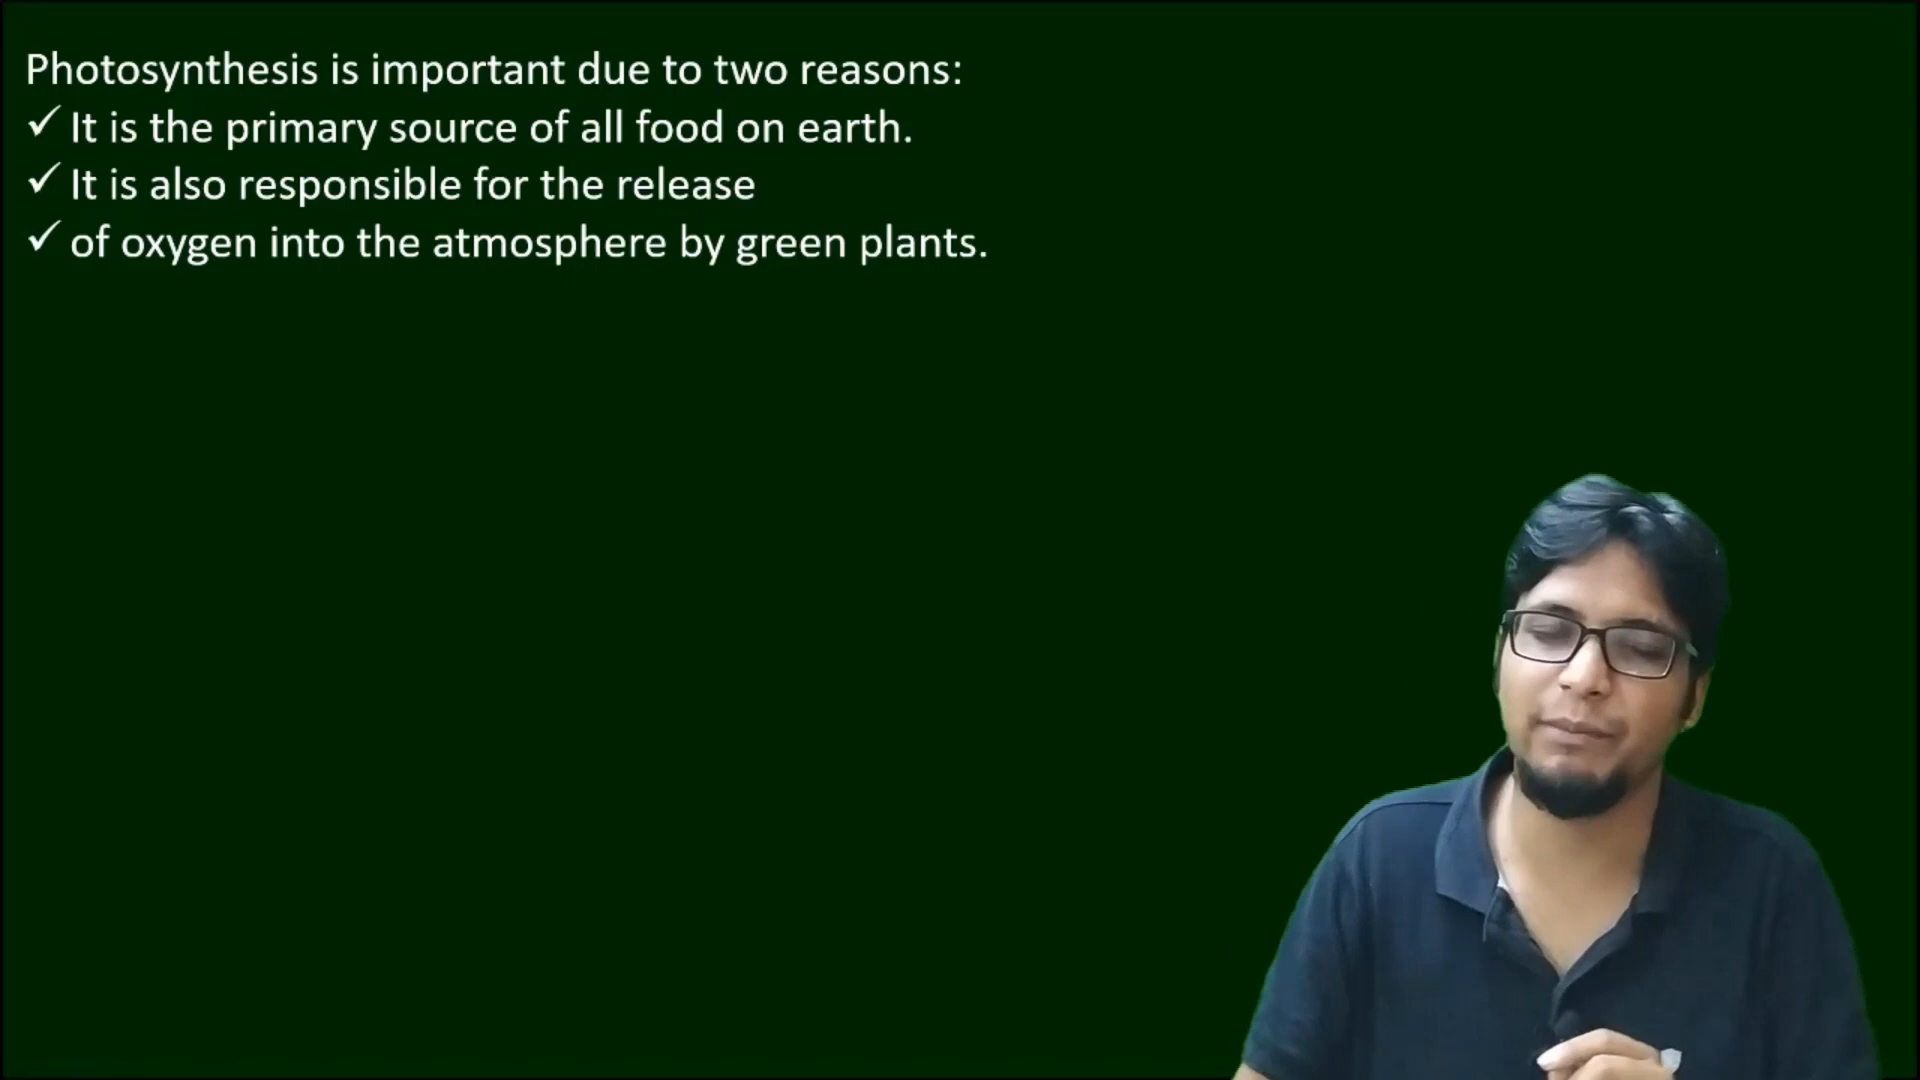 Photosynthesis is important due to two reasons:
✓ It is the primary source of all food on earth.
✓ It is also responsible for the release
✓ of oxygen into the atmosphere by green plants.